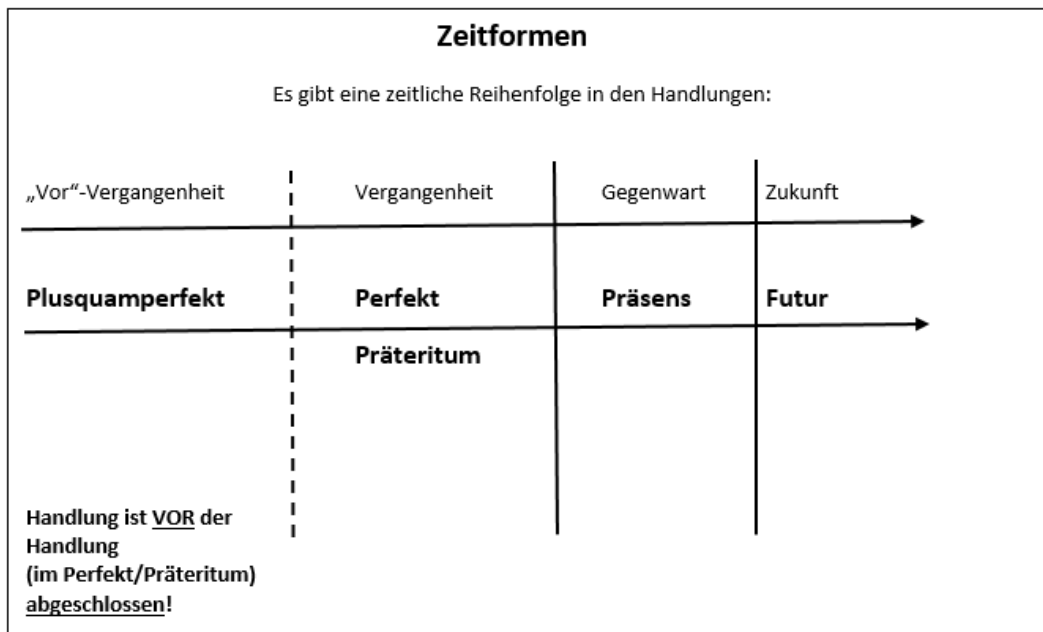 Zeitformen
Es gibt eine zeitliche Reihenfolge in den Handlungen:
„Vor“-Vergangenheit Vergangenheit Gegenwart Zukunft
Plusquamperfekt Perfekt Präsens Futur
Präteritum
Handlung ist VOR der
Handlung
(im Perfekt/Präteritum)
abgeschlossen!